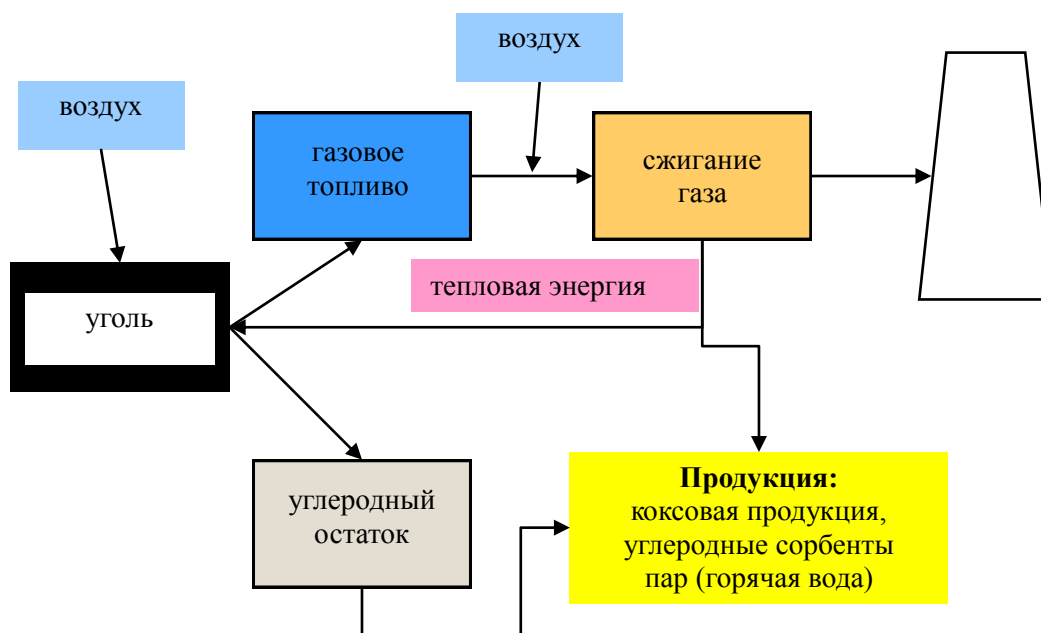 воздух
воздух
газовое
топливо
сжигание
газа
тепловая энергия
уголь
углеродный
остаток
Продукция:
коксовая продукция,
углеродные сорбенты
пар (горячая вода)